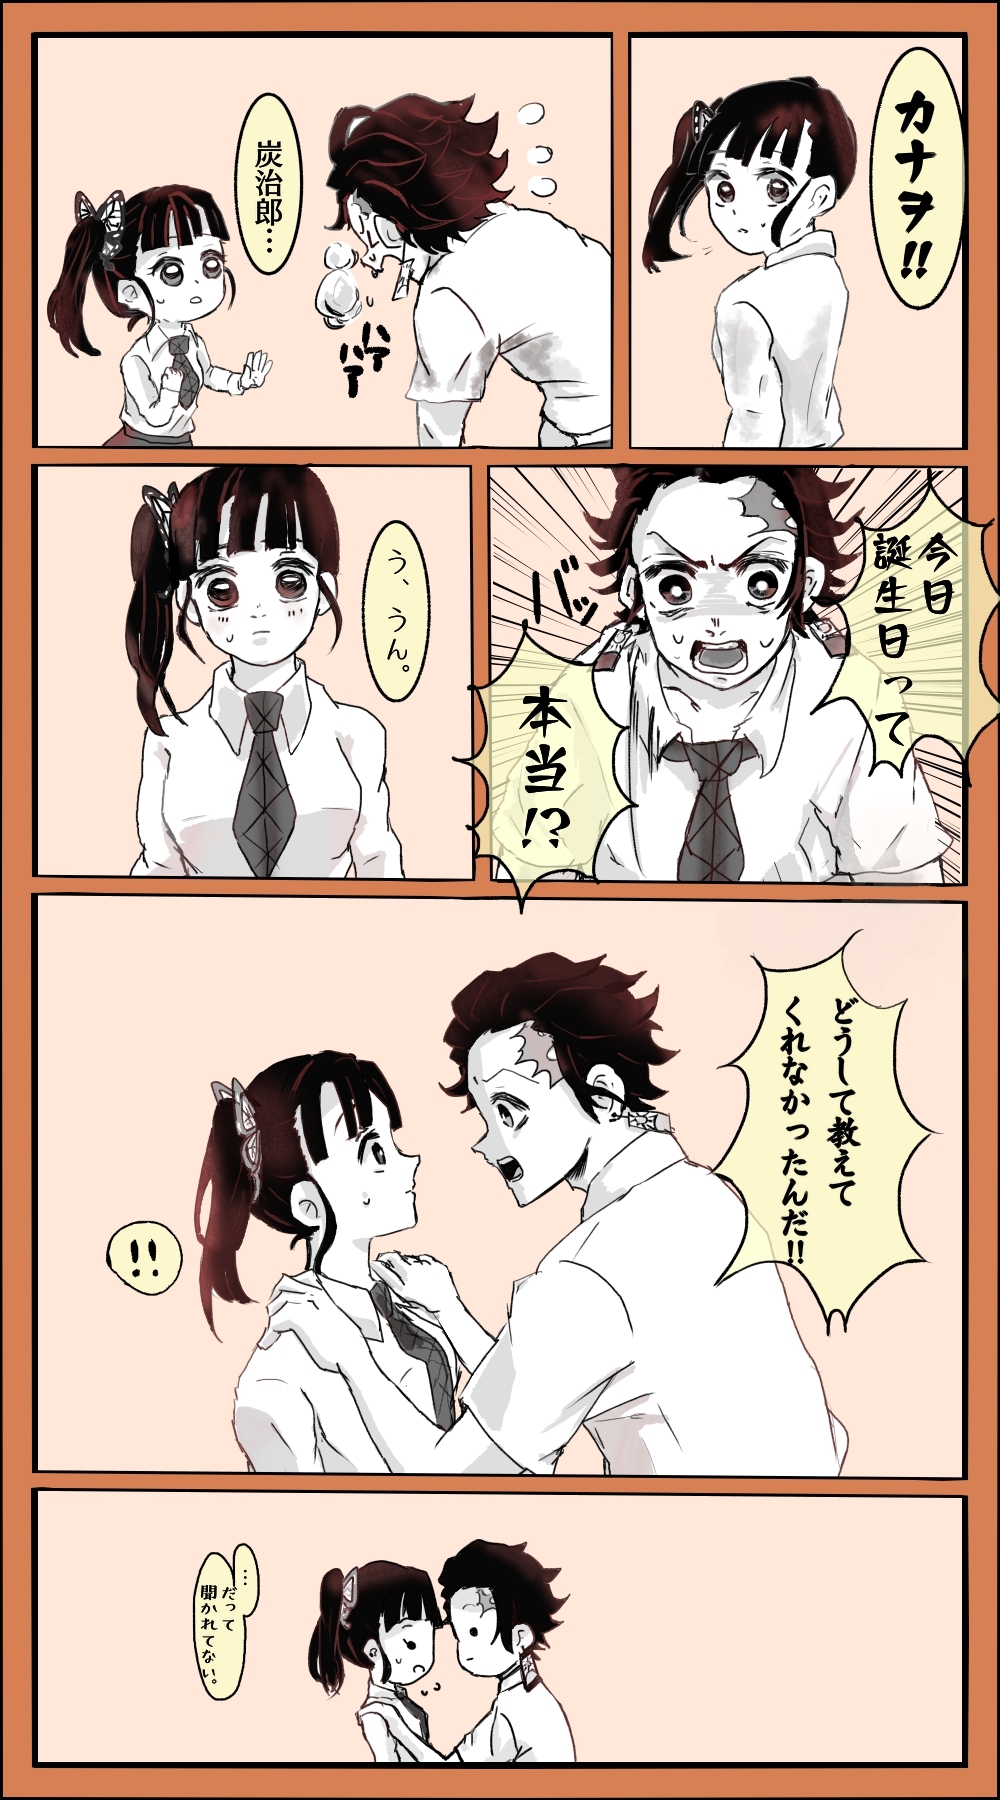 カナヲ!!
炭治郎…
ハァ
ハァ
今日
誕生日って
本当!?
バッ
う、うん。
どうして教えて
くれなかったんだ!!
!!
…
だって
聞かれてない。